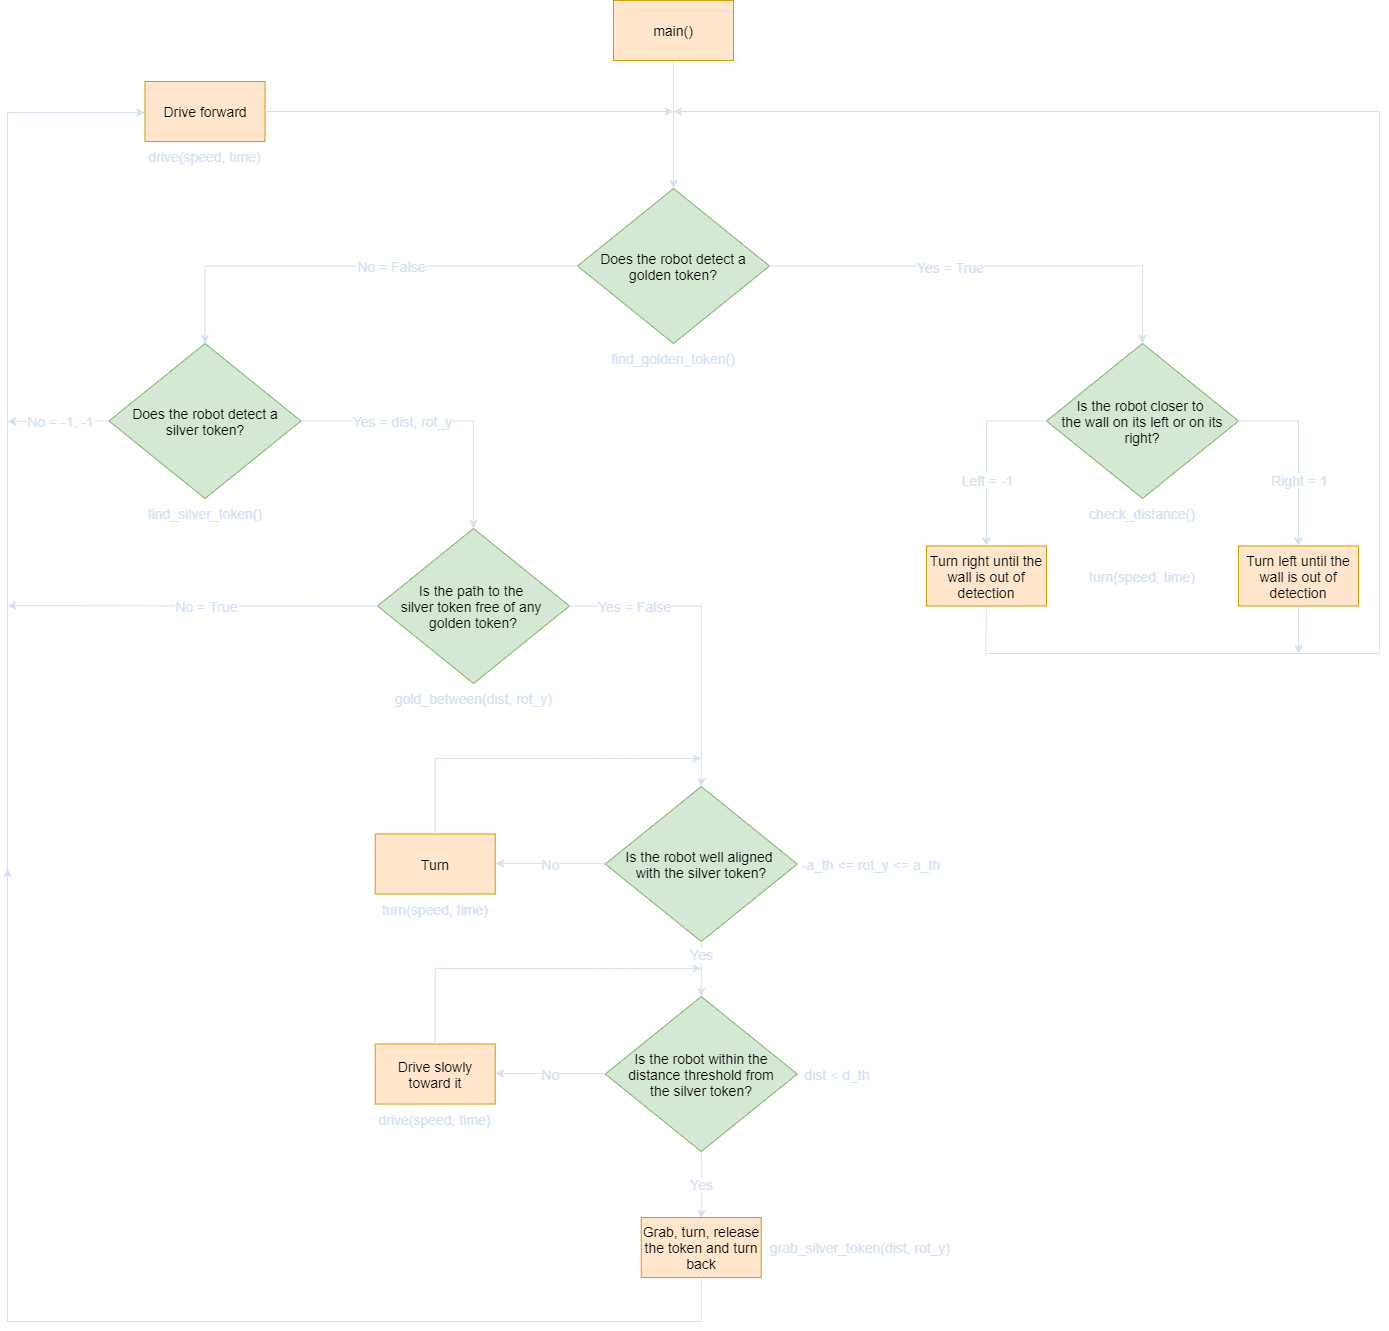 main()
Drive forward
drive(speed, time)
Does the robot detect a
golden token?
No = False
Yes = True
find_golden_token()
Does the robot detect a
silver token?
No = -1, -1
Yes = dist, rot_y
find_silver_token()
Is the robot closer to
the wall on its left or on its
right?
Left = -1
Right = 1
check_distance()
Turn right until the
wall is out of
detection
turn(speed, time)
Turn left until the
wall is out of
detection
Is the path to the
silver token free of any
golden token?
No = True
Yes = False
gold_between(dist, rot_y)
Turn
turn(speed, time)
No
Is the robot well aligned
with the silver token?
-a_th <= rot_y <= a_th
Yes
Drive slowly
toward it
drive(speed, time)
No
Is the robot within the
distance threshold from
the silver token?
dist < d_th
Yes
Grab, turn, release
the token and turn
back
grab_silver_token(dist, rot_y)